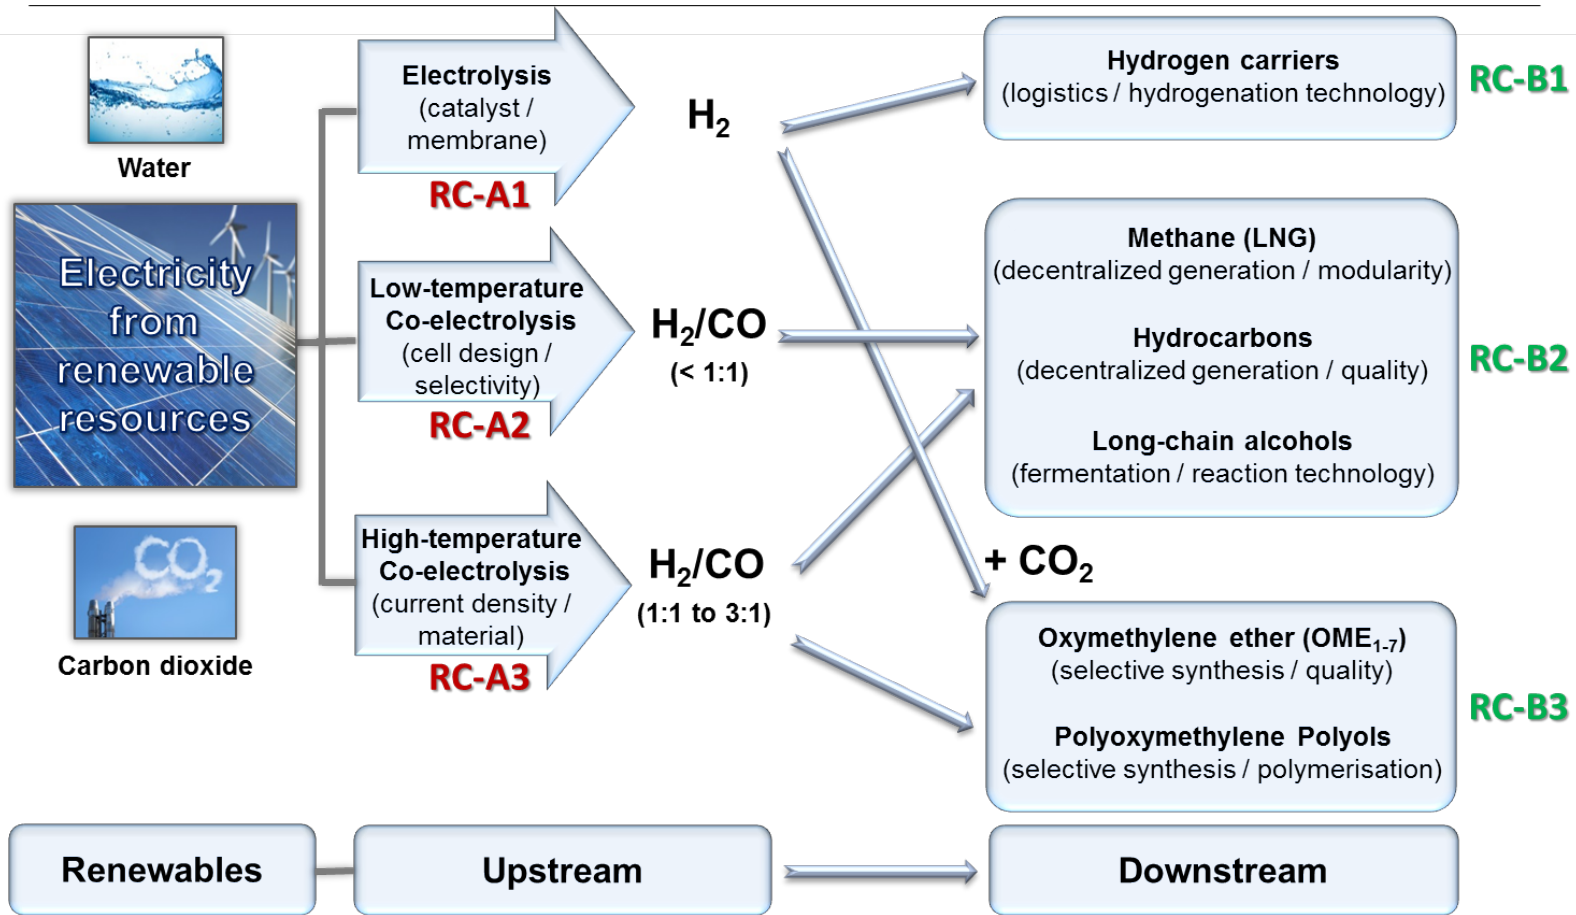 Water
Electricity
from
renewable
resources
CO₂
Carbon dioxide
Electrolysis
(catalyst /
membrane)
RC-A1
Low-temperature
Co-electrolysis
(cell design /
selectivity)
RC-A2
High-temperature
Co-electrolysis
(current density /
material)
RC-A3
H₂
H₂/CO
(< 1:1)
H₂/CO
(1:1 to 3:1)
Hydrogen carriers
(logistics / hydrogenation technology)
RC-B1
Methane (LNG)
(decentralized generation / modularity)
Hydrocarbons
(decentralized generation / quality)
Long-chain alcohols
(fermentation / reaction technology)
RC-B2
+ CO₂
Oxymethylene ether (OME₁₋₇)
(selective synthesis / quality)
Polyoxymethylene Polyols
(selective synthesis / polymerisation)
RC-B3
Renewables
Upstream
Downstream